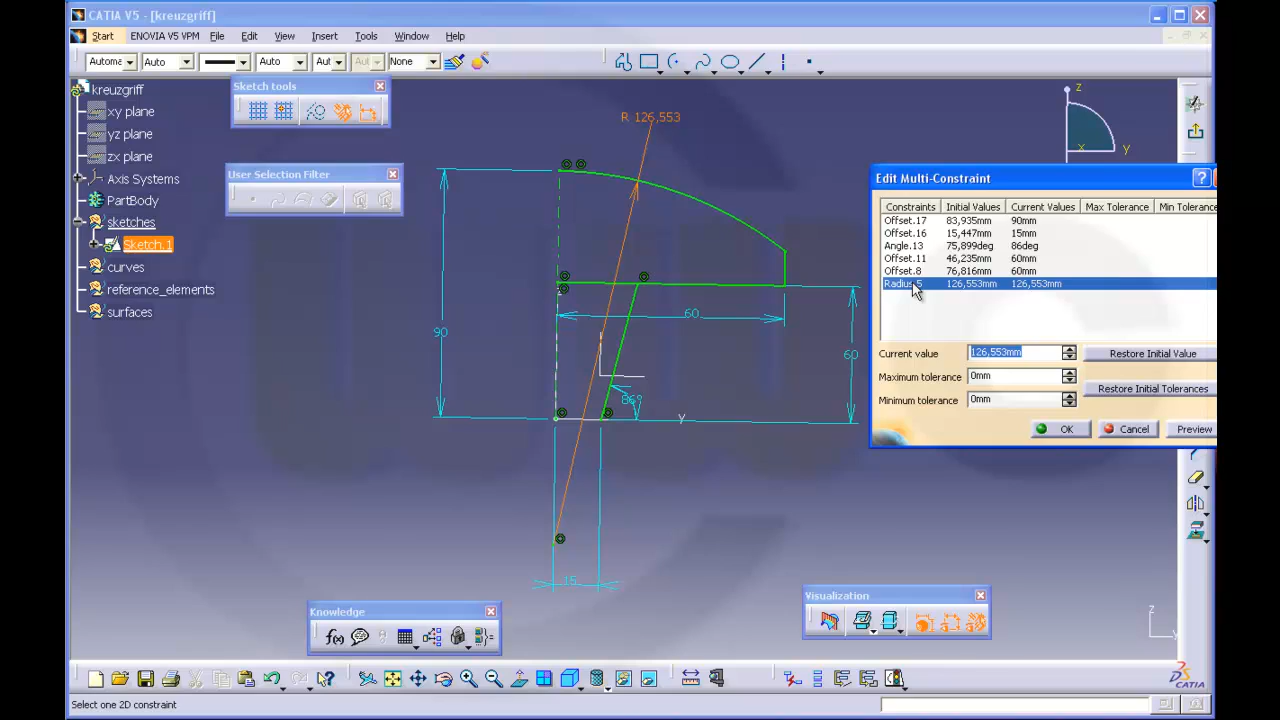 CATIA V5 - [kreuzgriff]
Start ENOVIA V5 VPM File Edit View Insert Tools Window Help
Auto Auto Aut Aut None
Sketch tools
User Selection Filter
kreuzgriff
xy plane
yz plane
zx plane
Axis Systems
PartBody
sketches
Sketch.1
curves
reference_elements
surfaces
R 126,553
90
60
60
86°
15
y
z
x y
Edit Multi-Constraint
Constraints Initial Values Current Values Max Tolerance Min Tolerance
Offset.17 83,935mm 90mm
Offset.16 15,447mm 15mm
Angle.13 75,899deg 86deg
Offset.11 46,235mm 60mm
Offset.8 76,816mm 60mm
Radius.5 126,553mm 126,553mm
Current value 126,553mm Restore Initial Value
Maximum tolerance 0mm
Restore Initial Tolerances
Minimum tolerance 0mm
OK Cancel Preview
Knowledge
f(x)
Visualization
z
y
CATIA
Select one 2D constraint